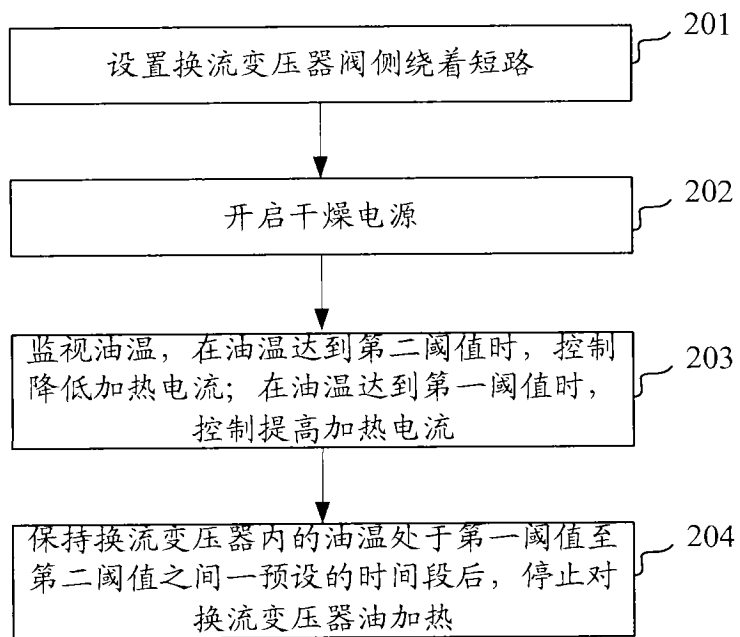 设置换流变压器阀侧绕着短路
201
开启干燥电源
202
监视油温，在油温达到第二阈值时，控制
降低加热电流；在油温达到第一阈值时，
控制提高加热电流
203
保持换流变压器内的油温处于第一阈值至
第二阈值之间一预设的时间段后，停止对
换流变压器油加热
204